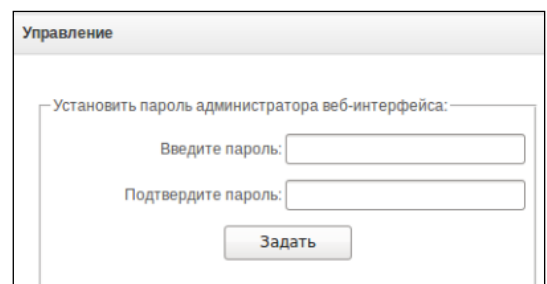 Управление
Установить пароль администратора веб-интерфейса:
Введите пароль:
Подтвердите пароль:
Задать